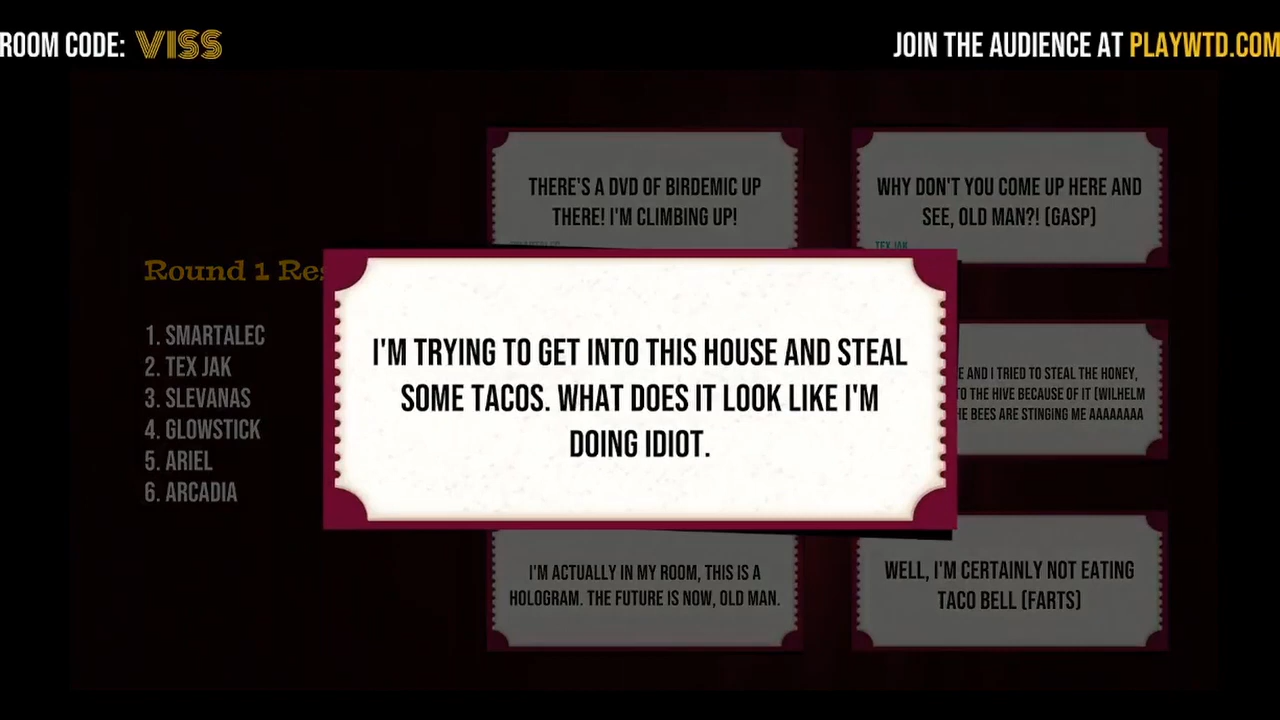 ROOM CODE: VISS
JOIN THE AUDIENCE AT PLAYWTD.COM
Round 1 Res
1. SMARTALEC
2. TEX JAK
3. SLEVANAS
4. GLOWSTICK
5. ARIEL
6. ARCADIA
THERE'S A DVD OF BIRDEMIC UP
THERE! I'M CLIMBING UP!
WHY DON'T YOU COME UP HERE AND
SEE, OLD MAN?! (GASP)
TEX JAK
I'M TRYING TO GET INTO THIS HOUSE AND STEAL
SOME TACOS. WHAT DOES IT LOOK LIKE I'M
DOING IDIOT.
E AND I TRIED TO STEAL THE HONEY,
TO THE HIVE BECAUSE OF IT (WILHELM
HE BEES ARE STINGING ME AAAAAAAA
I'M ACTUALLY IN MY ROOM, THIS IS A
HOLOGRAM. THE FUTURE IS NOW, OLD MAN.
WELL, I'M CERTAINLY NOT EATING
TACO BELL (FARTS)